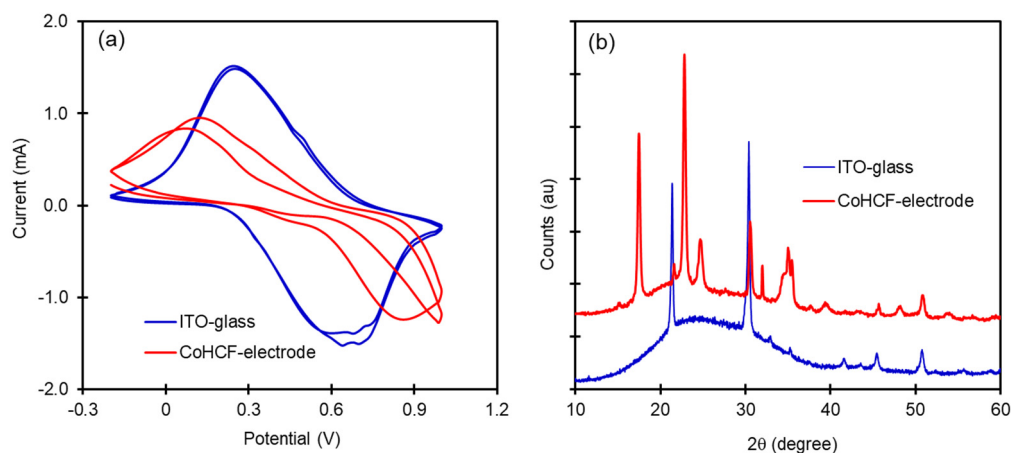 (a)
2.0
1.0
0.0
-1.0
-2.0
Current (mA)
ITO-glass
CoHCF-electrode
-0.3
0
0.3
0.6
0.9
1.2
Potential (V)
(b)
Counts (au)
ITO-glass
CoHCF-electrode
10
20
30
40
50
60
2θ (degree)